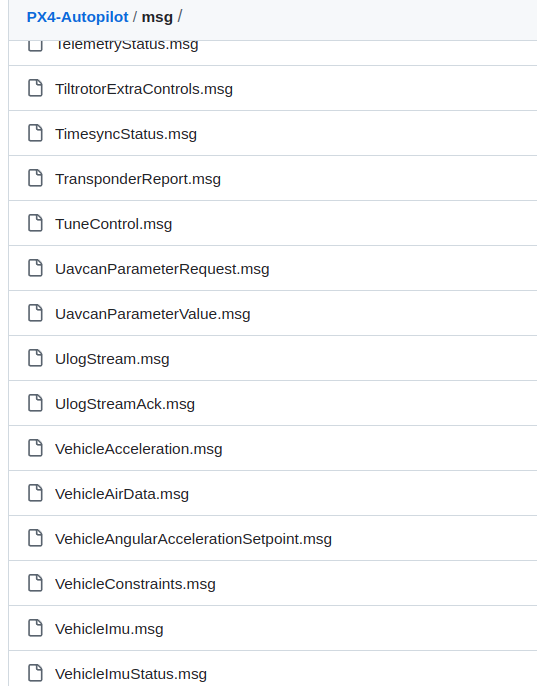 PX4-Autopilot / msg /
TelemetryStatus.msg
TiltrotorExtraControls.msg
TimesyncStatus.msg
TransponderReport.msg
TuneControl.msg
UavcanParameterRequest.msg
UavcanParameterValue.msg
UlogStream.msg
UlogStreamAck.msg
VehicleAcceleration.msg
VehicleAirData.msg
VehicleAngularAccelerationSetpoint.msg
VehicleConstraints.msg
VehicleImu.msg
VehicleImuStatus.msg